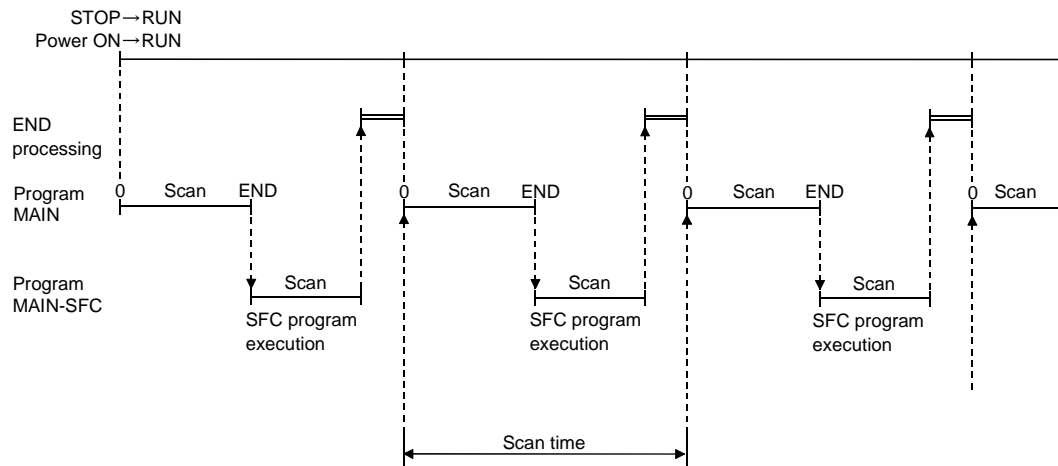 STOP→RUN
Power ON→RUN
END
processing
Program
MAIN
0 Scan END 0 Scan END 0 Scan END 0 Scan
Program
MAIN-SFC
Scan Scan Scan
SFC program
execution
SFC program
execution
SFC program
execution
Scan time